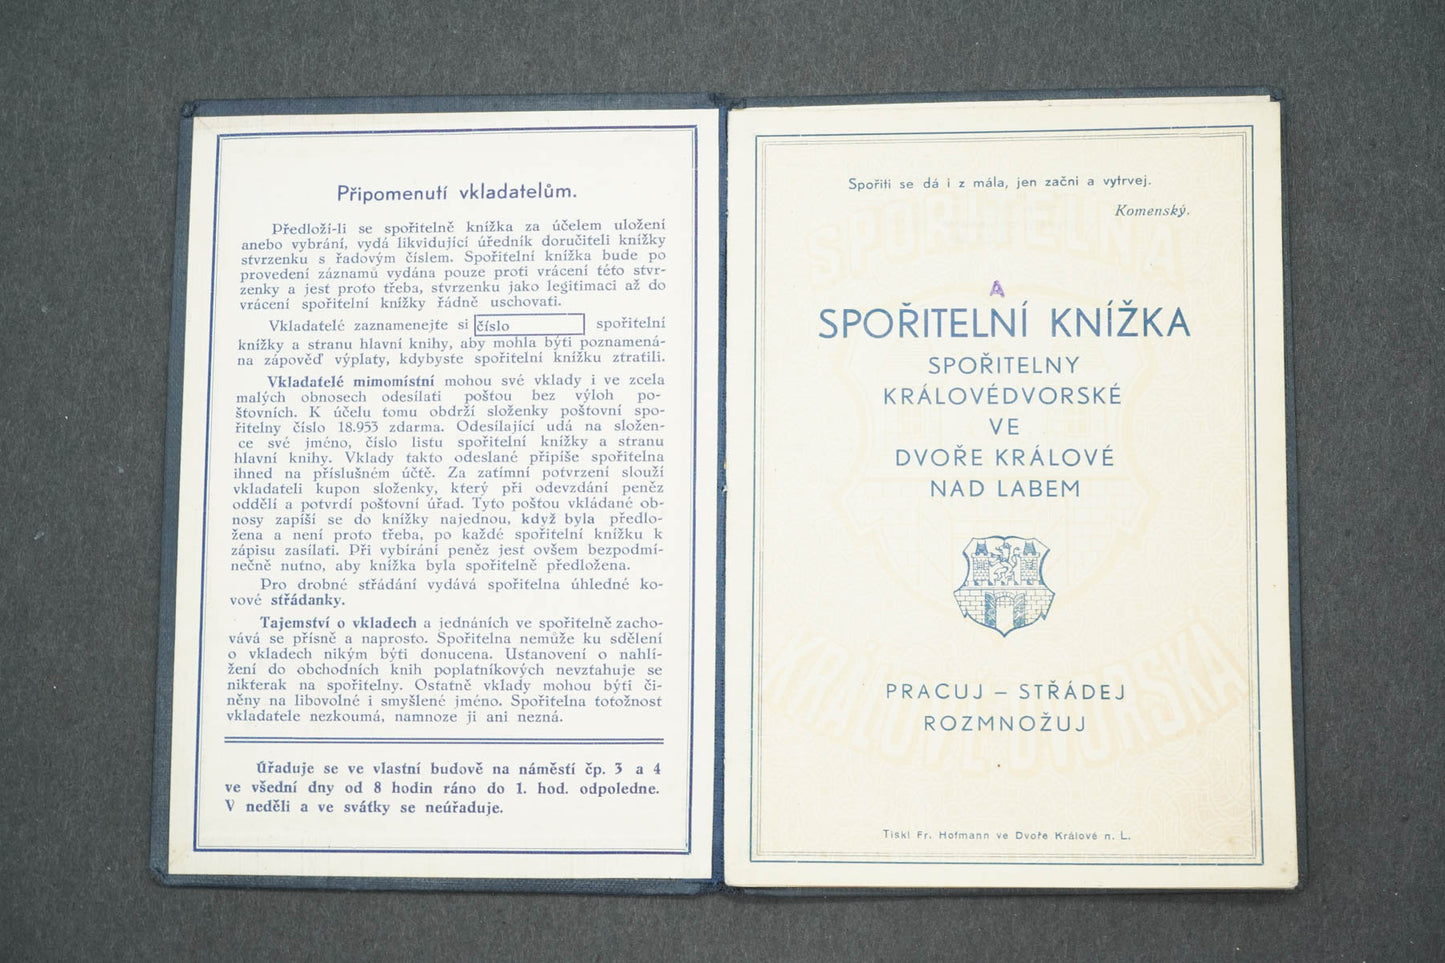 Připomenutí vkladatelům.
Předloží-li se spořitelně knížka za účelem uložení
anebo vybrání, vydá likvidující úředník doručiteli knížky
stvrzenku s řadovým číslem. Spořitelní knížka bude po
provedení záznamů vydána pouze proti vrácení této stvr-
zenky a jest proto třeba, stvrzenku jako legitimaci až do
vrácení spořitelní knížky řádně uschovati.
Vkladatelé zaznamenejte si číslo spořitelní
knížky a stranu hlavní knihy, aby mohla býti poznamená-
na zápověď výplaty, kdybyste spořitelní knížku ztratili.
Vkladatelé mimomístní mohou své vklady i ve zcela
malých obnosech odesílati poštou bez výloh po-
štovních. K účelu tomu obdrží složenky poštovní spo-
řitelny číslo 18.953 zdarma. Odesílající udá na složen-
ce své jméno, číslo listu spořitelní knížky a stranu
hlavní knihy. Vklady takto odeslané připíše spořitelna
ihned na příslušném účtě. Za zatímní potvrzení slouží
vkladateli kupon složenky, který při odevzdání peněz
oddělí a potvrdí poštovní úřad. Tyto poštou vkládané ob-
nosy zapíší se do knížky najednou, když byla předlo-
žena a není proto třeba, po každé spořitelní knížku k
zápisu zasílati. Při vybírání peněz jest ovšem bezpodmí-
nečně nutno, aby knížka byla spořitelně předložena.
Pro drobné střádání vydává spořitelna úhledné ko-
vové střádanky.
Tajemství o vkladech a jednáních ve spořitelně zacho-
vává se přísně a naprosto. Spořitelna nemůže ku sdělení
o vkladech nikým býti donucena. Ustanovení o nahlí-
žení do obchodních knih poplatníkových nevztahuje se
nikterak na spořitelny. Ostatně vklady mohou býti či-
něny na libovolné i smyšlené jméno. Spořitelna totožnost
vkladatele nezkoumá, namnoze ji ani nezná.
Úřaduje se ve vlastní budově na náměstí čp. 3 a 4
ve všední dny od 8 hodin ráno do 1. hod. odpoledne.
V neděli a ve svátky se neúřaduje.
Spořiti se dá i z mála, jen začni a vytrvej.
Komenský.
SPOŘITELNA
A
SPOŘITELNÍ KNÍŽKA
SPOŘITELNY
KRÁLOVÉDVORSKÉ
VE
DVOŘE KRÁLOVÉ
NAD LABEM
PRACUJ – STŘÁDEJ
ROZMNOŽUJ
KRÁLOVÉDVORSKÁ
Tiskl Fr. Hofmann ve Dvoře Králové n. L.